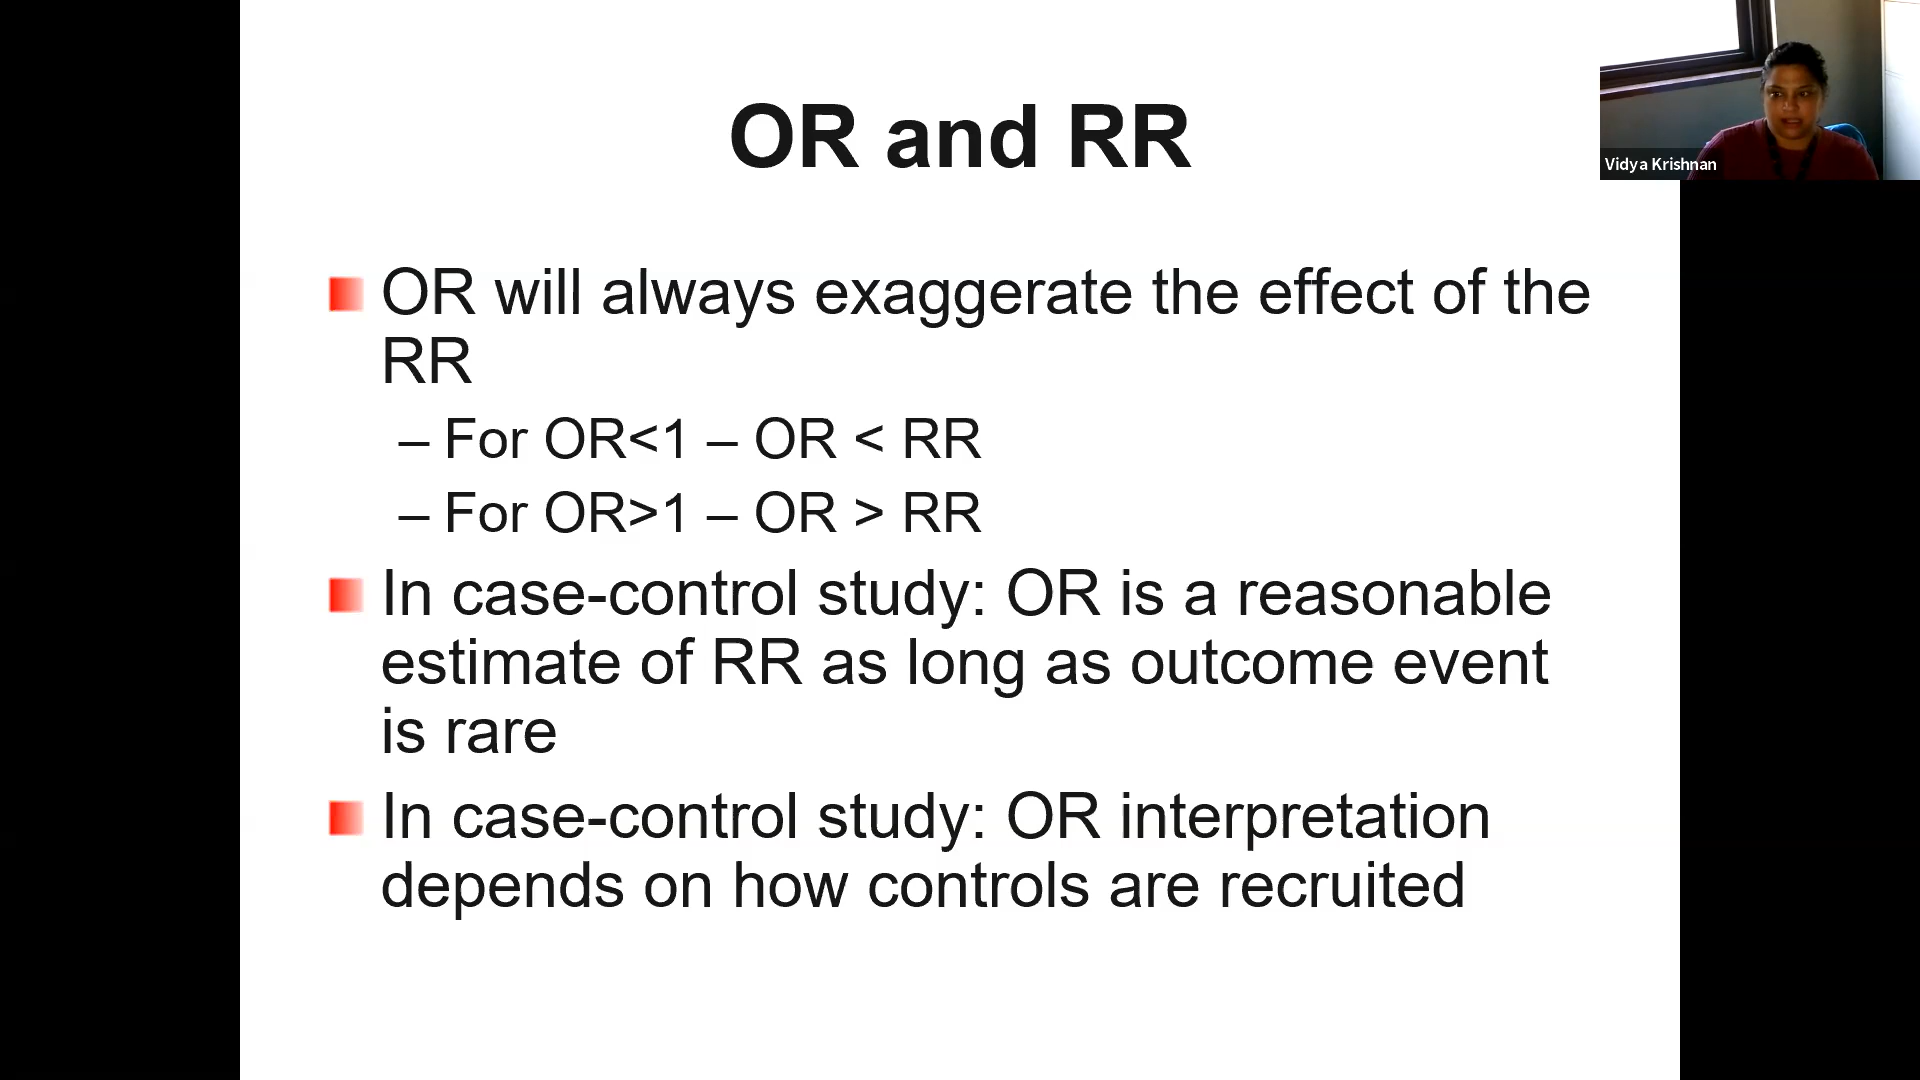 OR and RR
Vidya Krishnan
OR will always exaggerate the effect of the
RR
– For OR<1 – OR < RR
– For OR>1 – OR > RR
In case-control study: OR is a reasonable
estimate of RR as long as outcome event
is rare
In case-control study: OR interpretation
depends on how controls are recruited